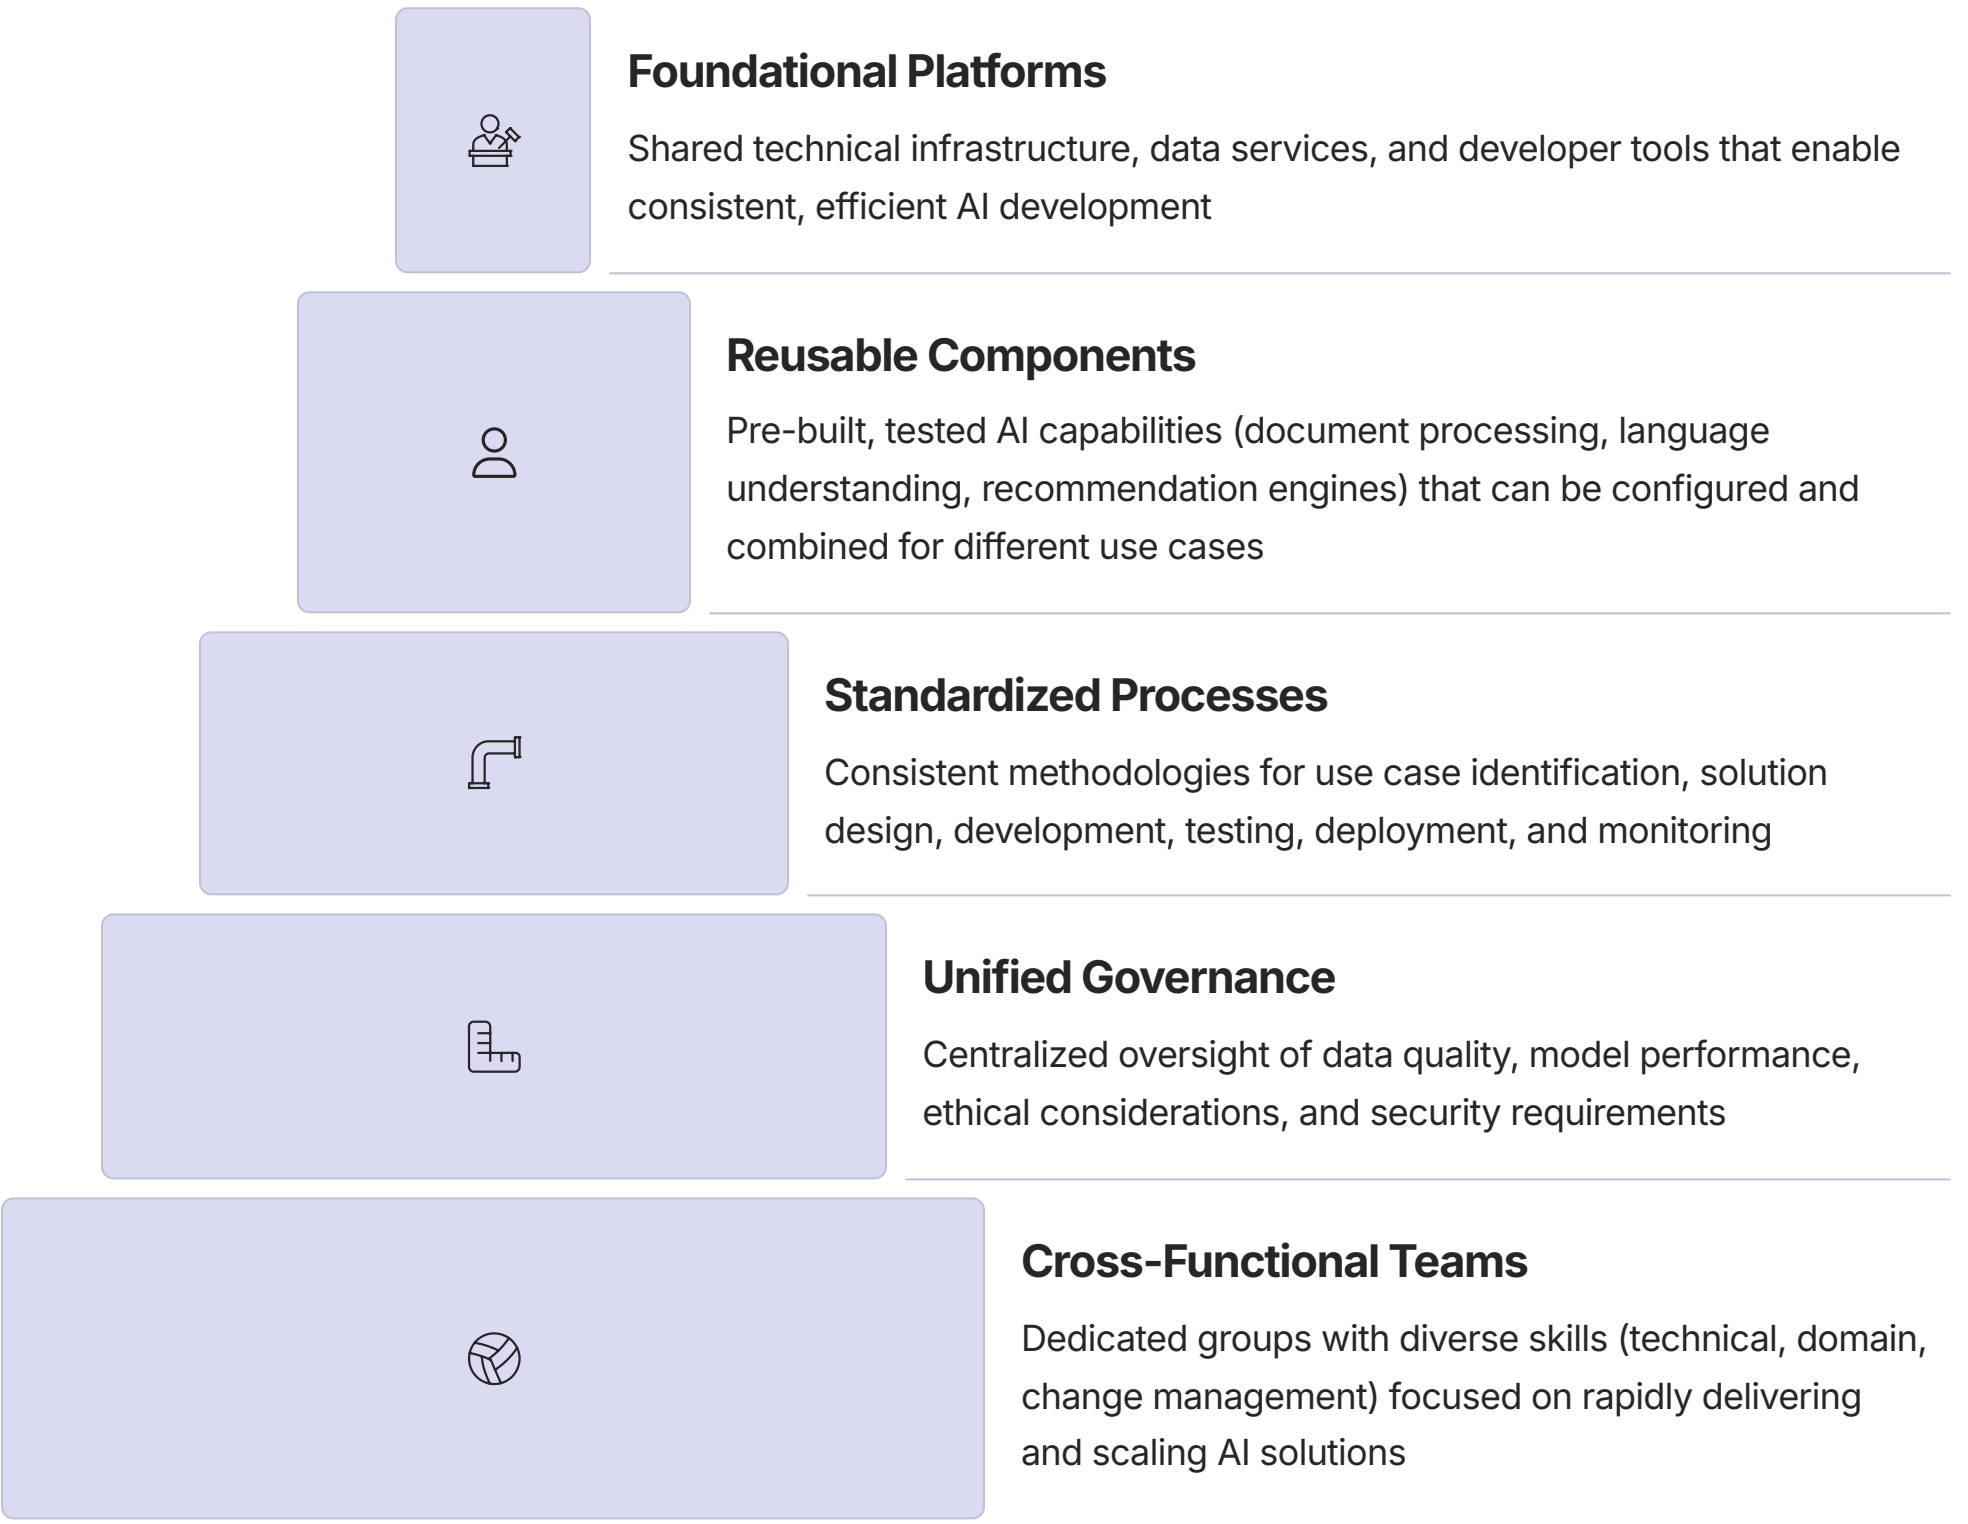 Foundational Platforms
Shared technical infrastructure, data services, and developer tools that enable
consistent, efficient AI development
Reusable Components
Pre-built, tested AI capabilities (document processing, language
understanding, recommendation engines) that can be configured and
combined for different use cases
Standardized Processes
Consistent methodologies for use case identification, solution
design, development, testing, deployment, and monitoring
Unified Governance
Centralized oversight of data quality, model performance,
ethical considerations, and security requirements
Cross-Functional Teams
Dedicated groups with diverse skills (technical, domain,
change management) focused on rapidly delivering
and scaling AI solutions